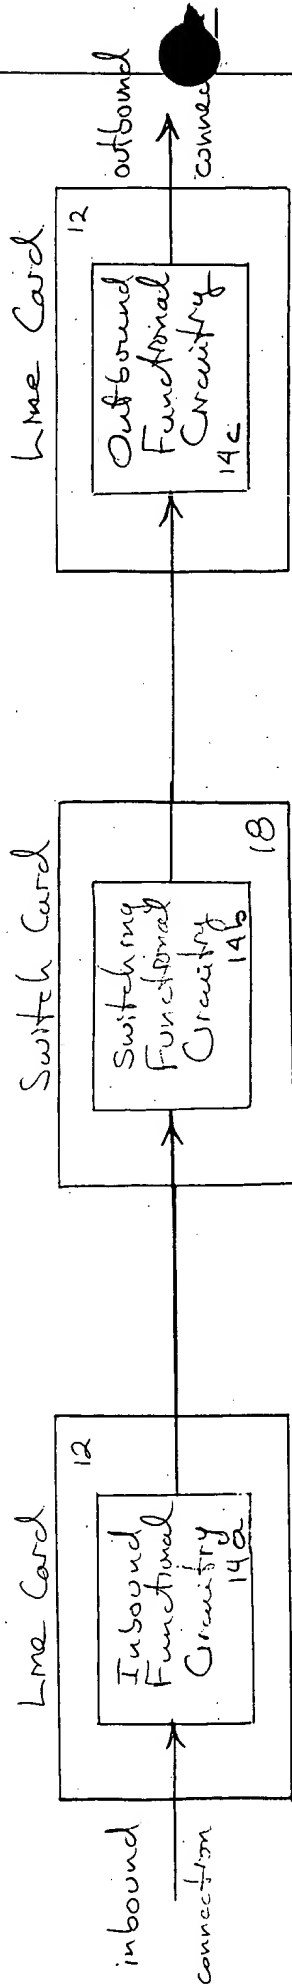 inbound
connection
Line Card
12
Inbound
Functional
Circuitry
14a
Switch Card
Switching
Functional
Circuitry
14b
18
Line Card
12
Outbound
Functional
Circuitry
14c
outbound